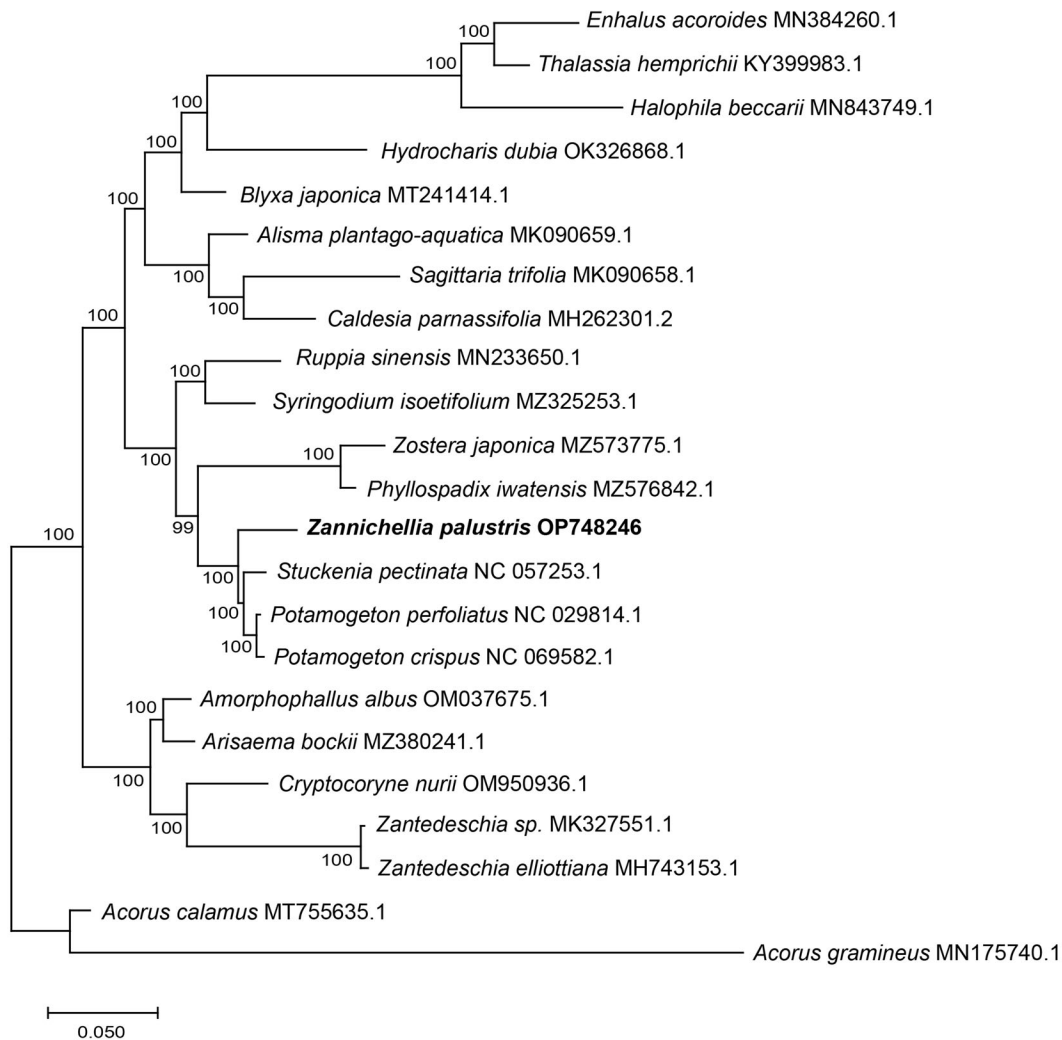 Enhalus acoroides MN384260.1
100
Thalassia hemprichii KY399983.1
100
Halophila beccarii MN843749.1
100
Hydrocharis dubia OK326868.1
100
Blyxa japonica MT241414.1
100
Alisma plantago-aquatica MK090659.1
100
Sagittaria trifolia MK090658.1
100
Caldesia parnassifolia MH262301.2
100
Ruppia sinensis MN233650.1
100
Syringodium isoetifolium MZ325253.1
Zostera japonica MZ573775.1
100
100
Phyllospadix iwatensis MZ576842.1
99
Zannichellia palustris OP748246
100
Stuckenia pectinata NC 057253.1
100
100
Potamogeton perfoliatus NC 029814.1
100
Potamogeton crispus NC 069582.1
Amorphophallus albus OM037675.1
100
Arisaema bockii MZ380241.1
100
Cryptocoryne nurii OM950936.1
100
Zantedeschia sp. MK327551.1
100
Zantedeschia elliottiana MH743153.1
Acorus calamus MT755635.1
Acorus gramineus MN175740.1
0.050